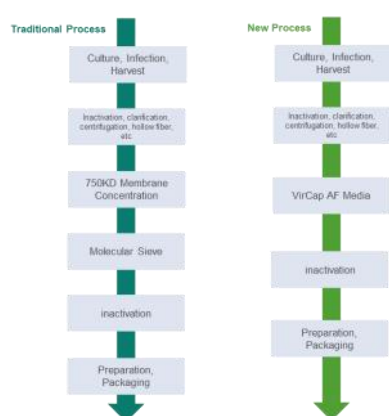 Traditional Process
Culture, Infection,
Harvest
Inactivation, clarification,
centrifugation, hollow fiber,
etc
750KD Membrane
Concentration
Molecular Sieve
inactivation
Preparation,
Packaging
New Process
Culture, Infection,
Harvest
Inactivation, clarification,
centrifugation, hollow fiber,
etc
VirCap AF Media
inactivation
Preparation,
Packaging